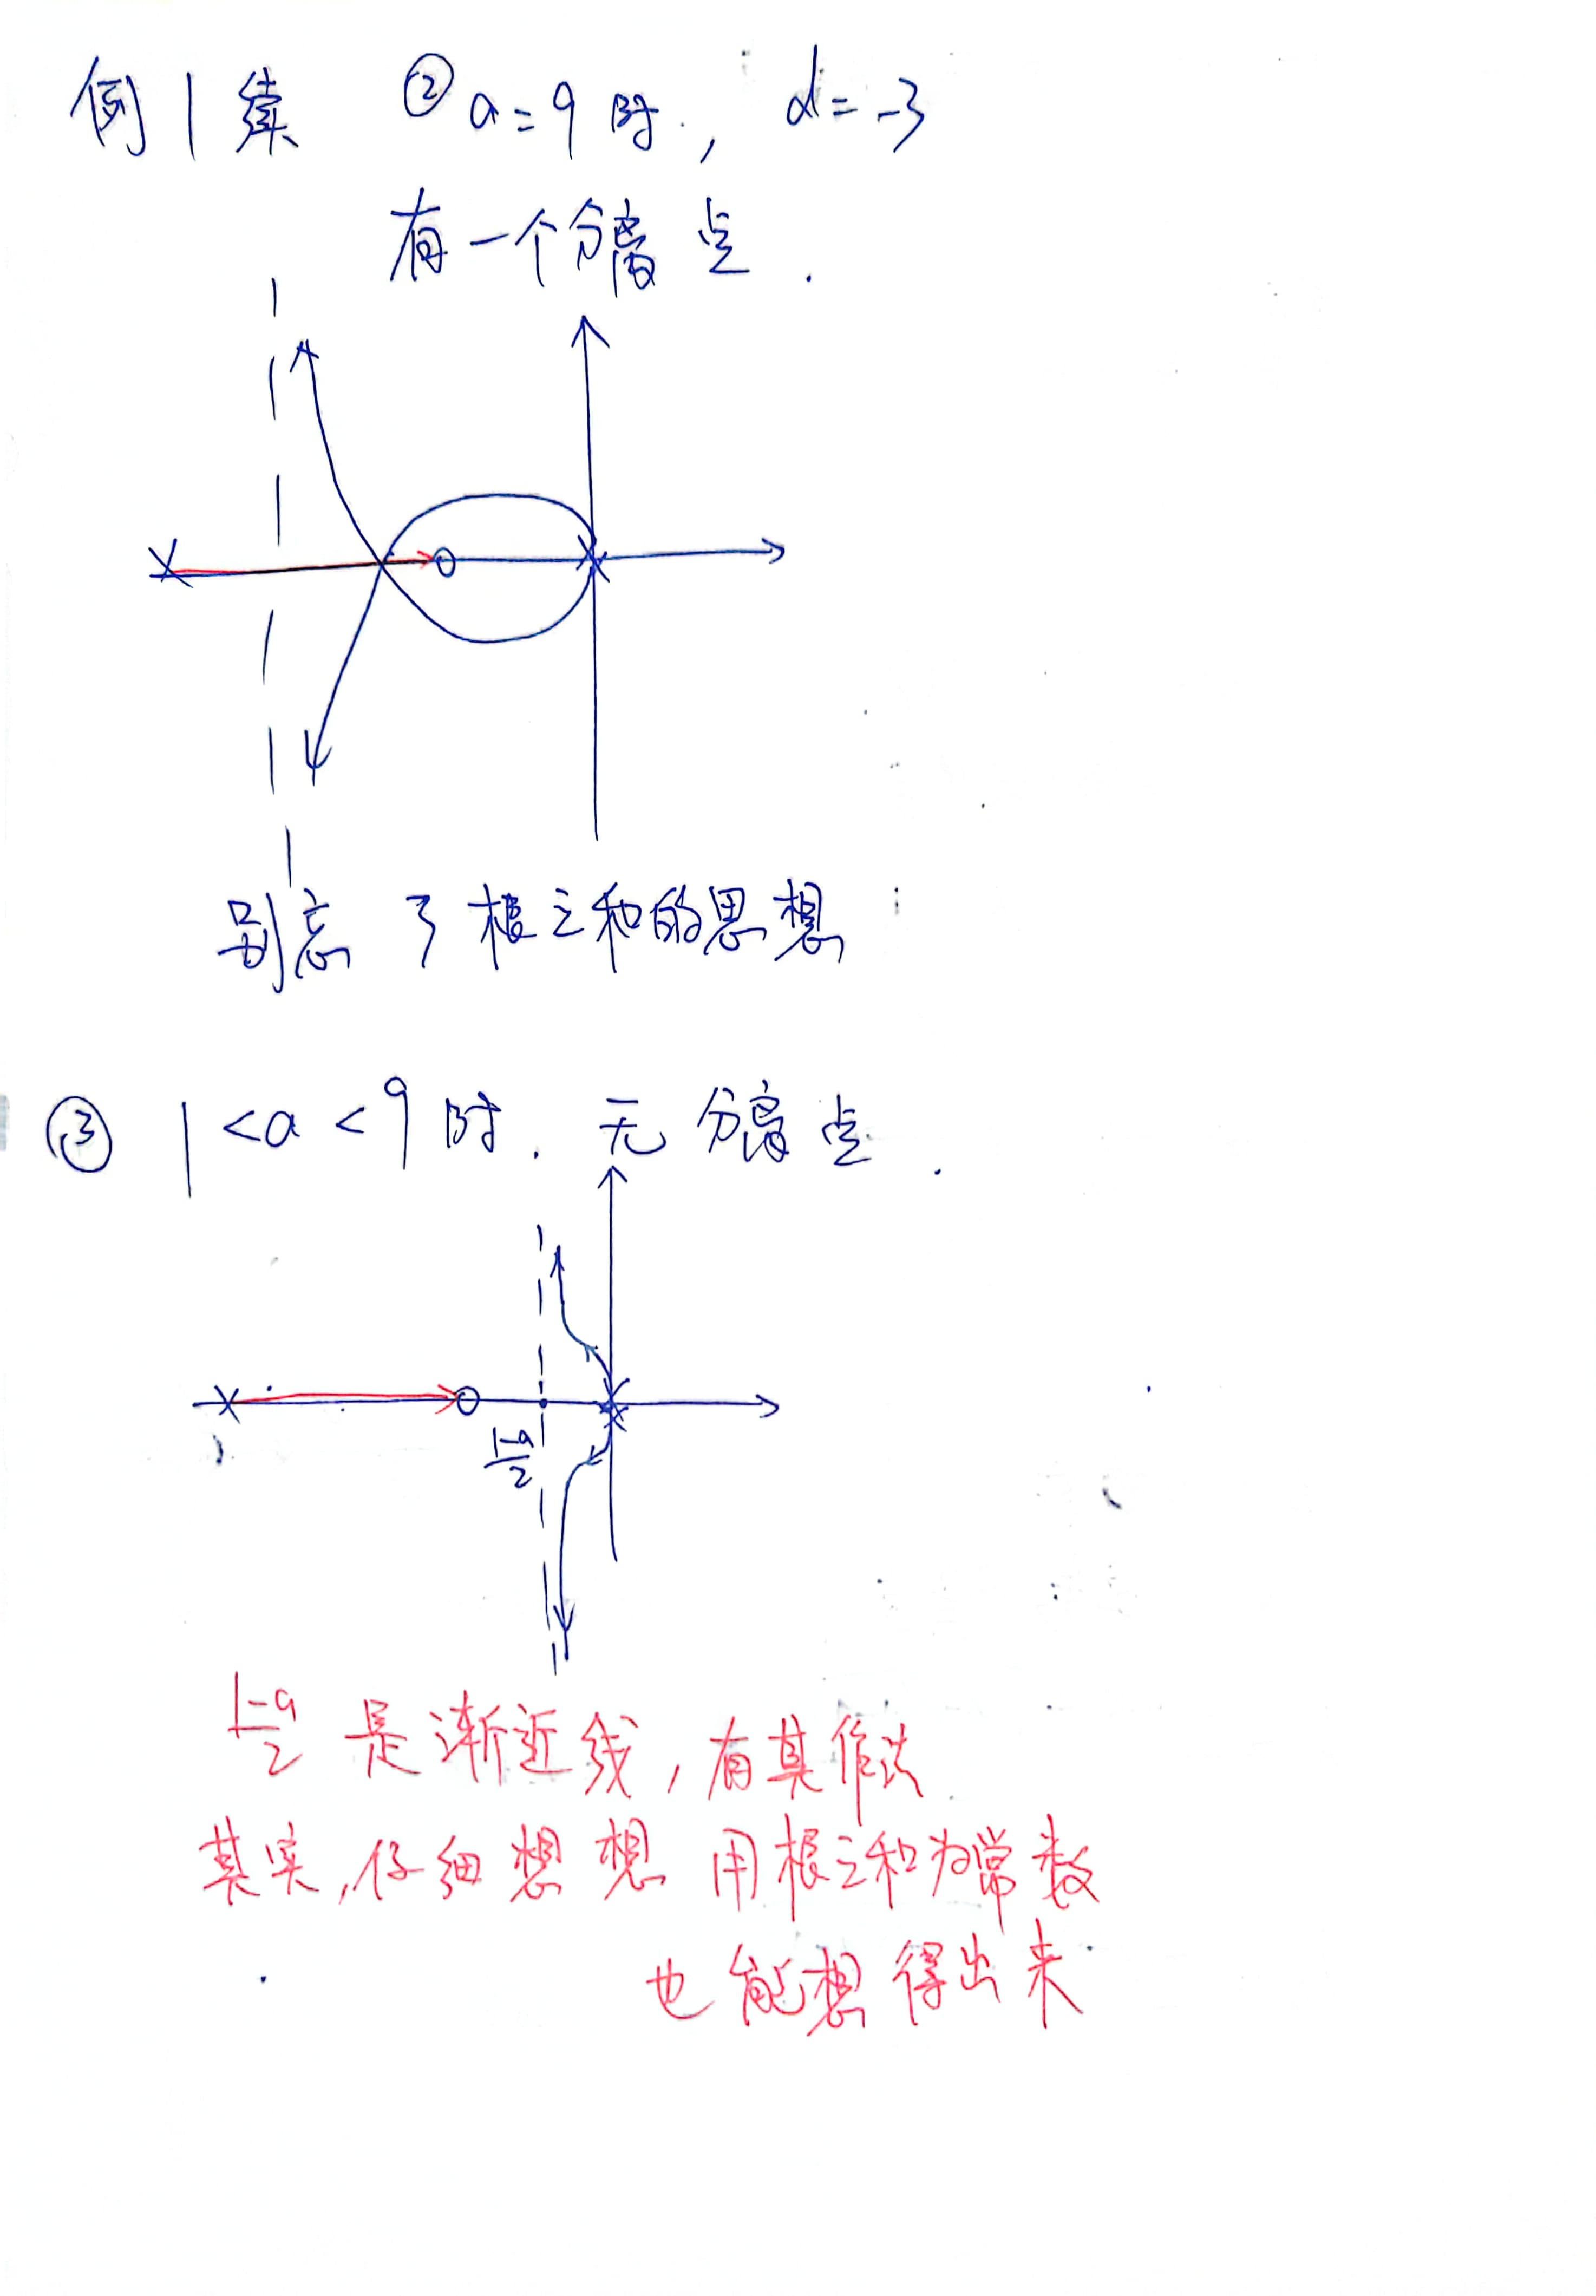 例1续 ② a=9时, d=-3
有一个分离点.
别忘了根之和的思想
③ 1<a<9时. 无分离点.
1-a/2
1-a/2 是渐近线,有其作法
其实,仔细想想 用根之和为常数
也能想得出来